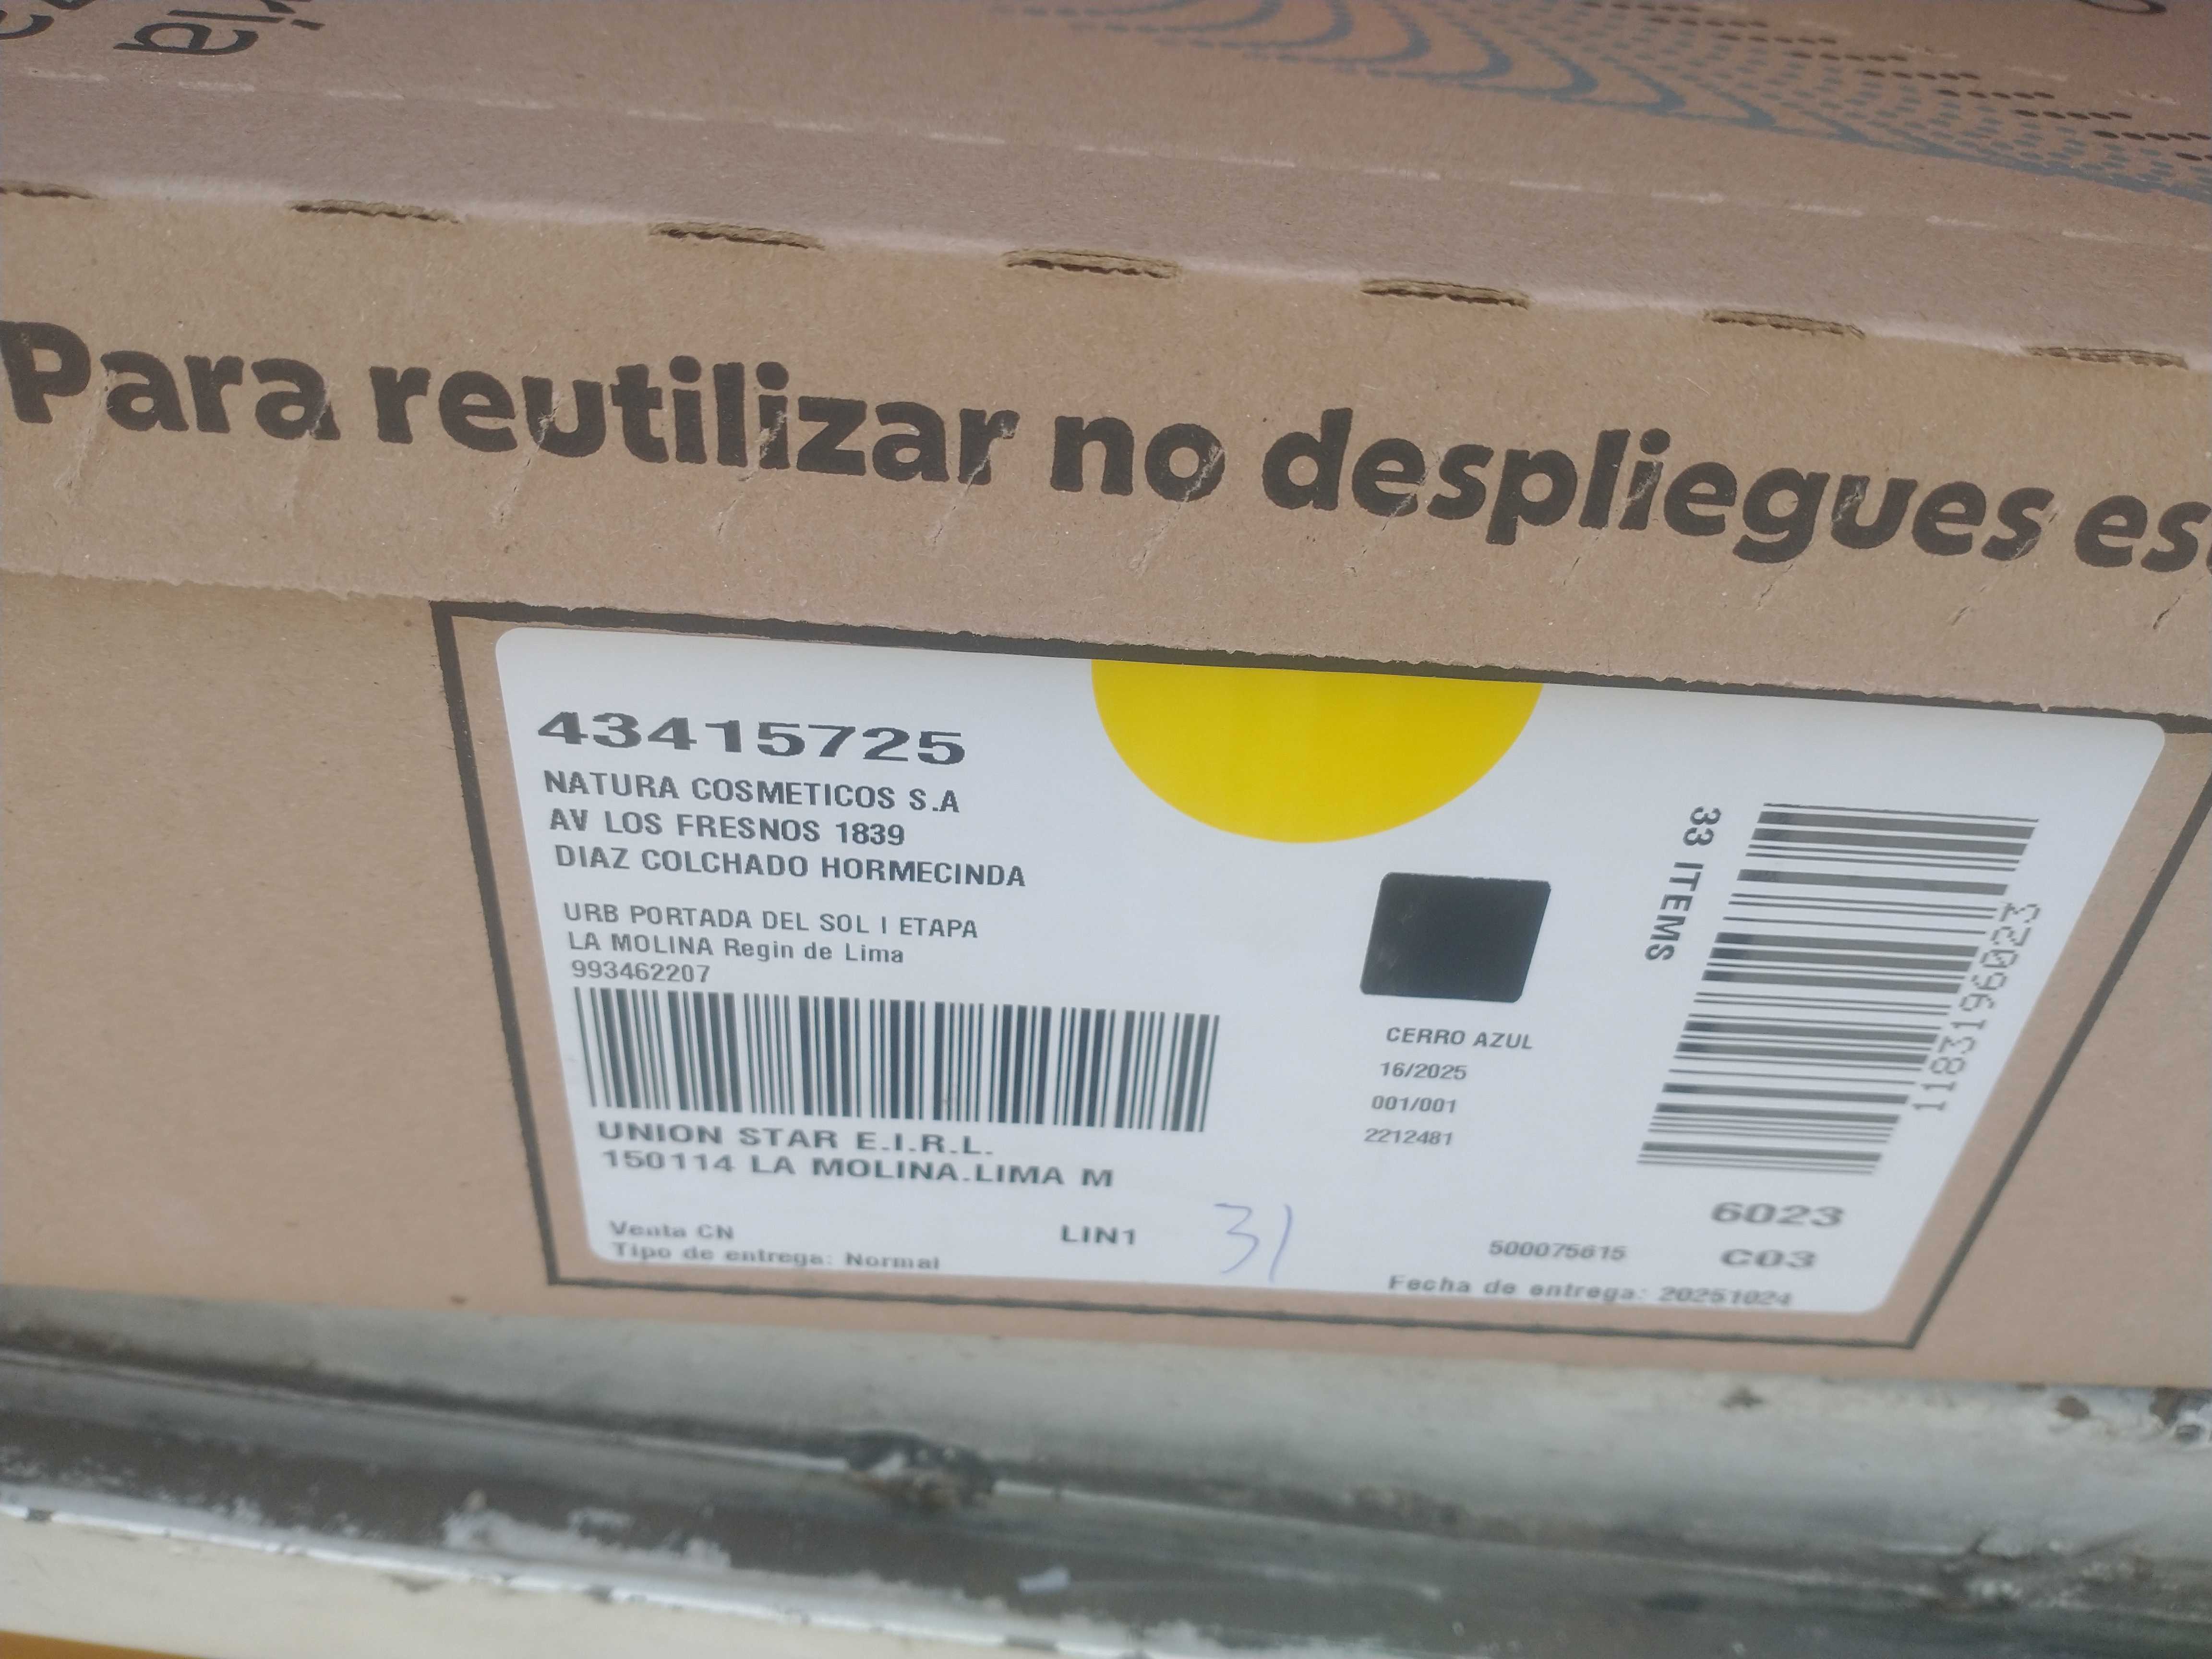 Para reutilizar no despliegues es
43415725
NATURA COSMETICOS S.A
AV LOS FRESNOS 1839
DIAZ COLCHADO HORMECINDA
URB PORTADA DEL SOL I ETAPA
LA MOLINA Regin de Lima
993462207
UNION STAR E.I.R.L.
150114 LA MOLINA.LIMA M
Venta CN
Tipo de entrega: Normal
LIN1
31
CERRO AZUL
16/2025
001/001
2212481
33 ITEMS
1183196023
6023
500075615
C03
Fecha de entrega: 20251024